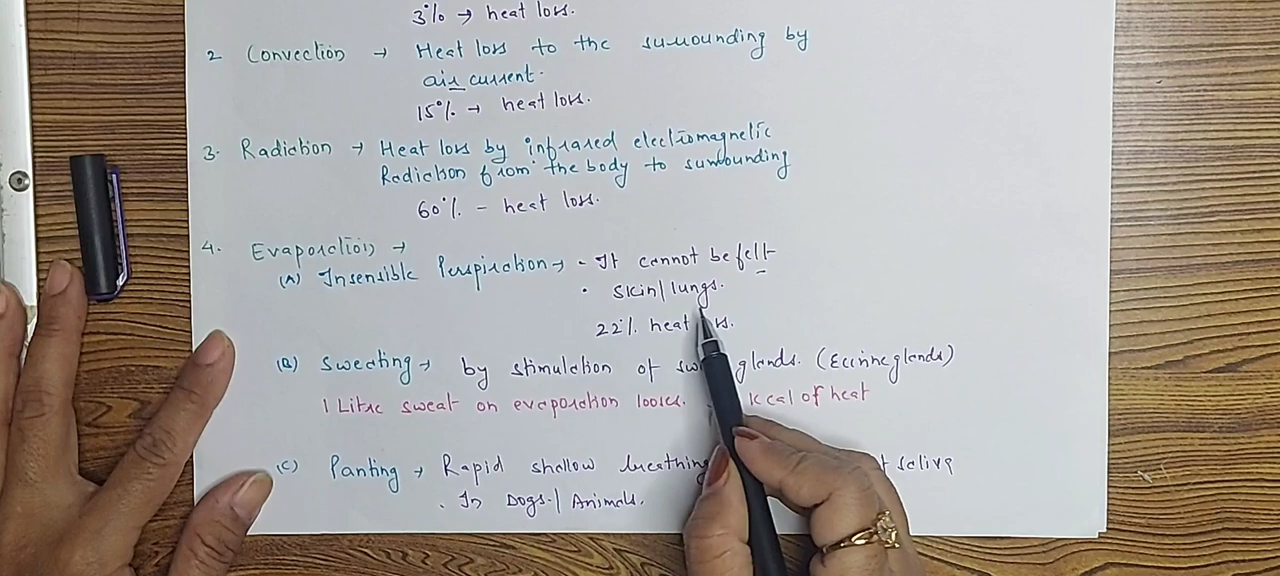 3% → heat loss.
2 Convection → Heat loss to the surrounding by
air current.
15% → heat loss.
3. Radiation → Heat loss by infrared electromagnetic
Radiation from the body to surrounding
60% - heat loss.
4. Evaporation →
(A) Insensible Perspiration → - It cannot be felt
• Skin/lungs.
22% heat
(B) Sweating → by stimulation of glands. (Eccrine glands)
1 Litre sweat on evaporation looses. kcal of heat
(C) Panting → Rapid shallow breathing saliva
. In Dogs./Animals.